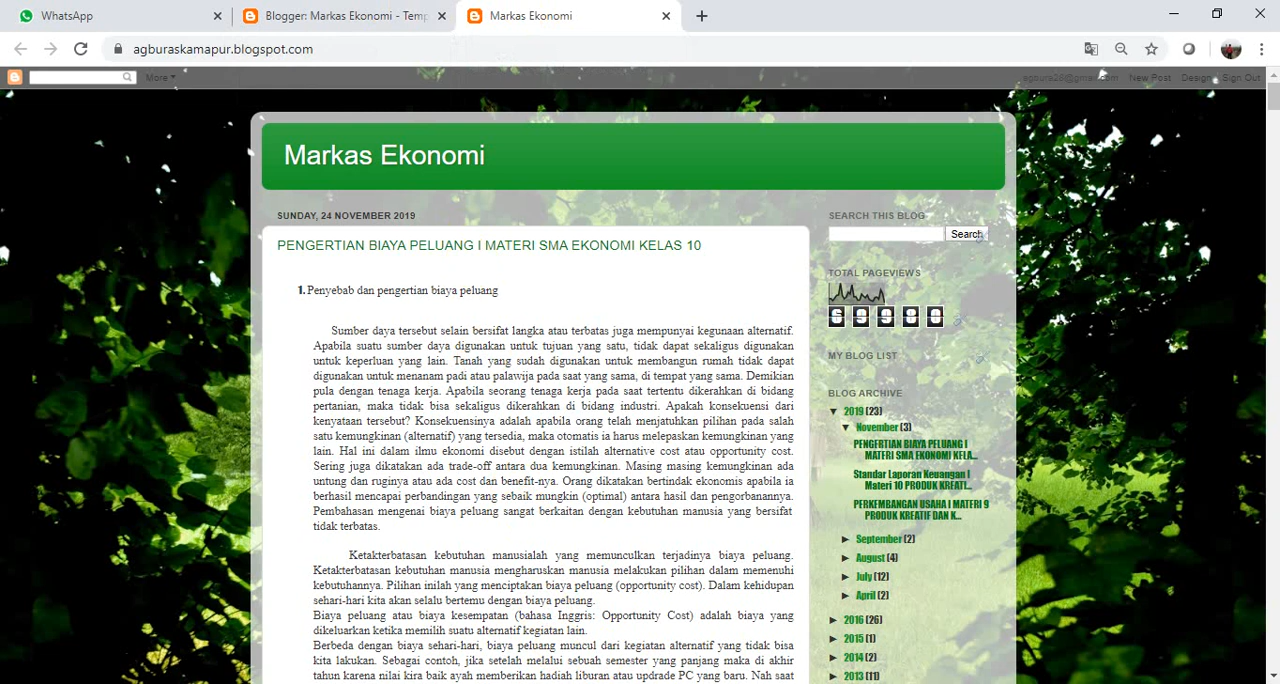 WhatsApp
Blogger: Markas Ekonomi - Temp
Markas Ekonomi
agburaskamapur.blogspot.com
More
New Post Design Sign Out
Markas Ekonomi
SUNDAY, 24 NOVEMBER 2019
PENGERTIAN BIAYA PELUANG I MATERI SMA EKONOMI KELAS 10
1. Penyebab dan pengertian biaya peluang
Sumber daya tersebut selain bersifat langka atau terbatas juga mempunyai kegunaan alternatif.
Apabila suatu sumber daya digunakan untuk tujuan yang satu, tidak dapat sekaligus digunakan
untuk keperluan yang lain. Tanah yang sudah digunakan untuk membangun rumah tidak dapat
digunakan untuk menanam padi atau palawija pada saat yang sama, di tempat yang sama. Demikian
pula dengan tenaga kerja. Apabila seorang tenaga kerja pada saat tertentu dikerahkan di bidang
pertanian, maka tidak bisa sekaligus dikerahkan di bidang industri. Apakah konsekuensi dari
kenyataan tersebut? Konsekuensinya adalah apabila orang telah menjatuhkan pilihan pada salah
satu kemungkinan (alternatif) yang tersedia, maka otomatis ia harus melepaskan kemungkinan yang
lain. Hal ini dalam ilmu ekonomi disebut dengan istilah alternative cost atau opportunity cost.
Sering juga dikatakan ada trade-off antara dua kemungkinan. Masing masing kemungkinan ada
untung dan ruginya atau ada cost dan benefit-nya. Orang dikatakan bertindak ekonomis apabila ia
berhasil mencapai perbandingan yang sebaik mungkin (optimal) antara hasil dan pengorbanannya.
Pembahasan mengenai biaya peluang sangat berkaitan dengan kebutuhan manusia yang bersifat
tidak terbatas.
Ketakterbatasan kebutuhan manusialah yang memunculkan terjadinya biaya peluang.
Ketakterbatasan kebutuhan manusia mengharuskan manusia melakukan pilihan dalam memenuhi
kebutuhannya. Pilihan inilah yang menciptakan biaya peluang (opportunity cost). Dalam kehidupan
sehari-hari kita akan selalu bertemu dengan biaya peluang.
Biaya peluang atau biaya kesempatan (bahasa Inggris: Opportunity Cost) adalah biaya yang
dikeluarkan ketika memilih suatu alternatif kegiatan lain.
Berbeda dengan biaya sehari-hari, biaya peluang muncul dari kegiatan alternatif yang tidak bisa
kita lakukan. Sebagai contoh, jika setelah melalui sebuah semester yang panjang maka di akhir
tahun karena nilai kira baik ayah memberikan hadiah liburan atau updrade PC yang baru. Nah saat
SEARCH THIS BLOG
Search
TOTAL PAGEVIEWS
MY BLOG LIST
BLOG ARCHIVE
▼ 2019 (23)
▼ November (3)
PENGERTIAN BIAYA PELUANG I
MATERI SMA EKONOMI KELA...
Standar Laporan Keuangan I
Materi 10 PRODUK KREATI...
PERKEMBANGAN USAHA I MATERI 9
PRODUK KREATIF DAN K...
► September (2)
► August (4)
► July (12)
► April (2)
► 2016 (26)
► 2015 (1)
► 2014 (2)
► 2013 (11)